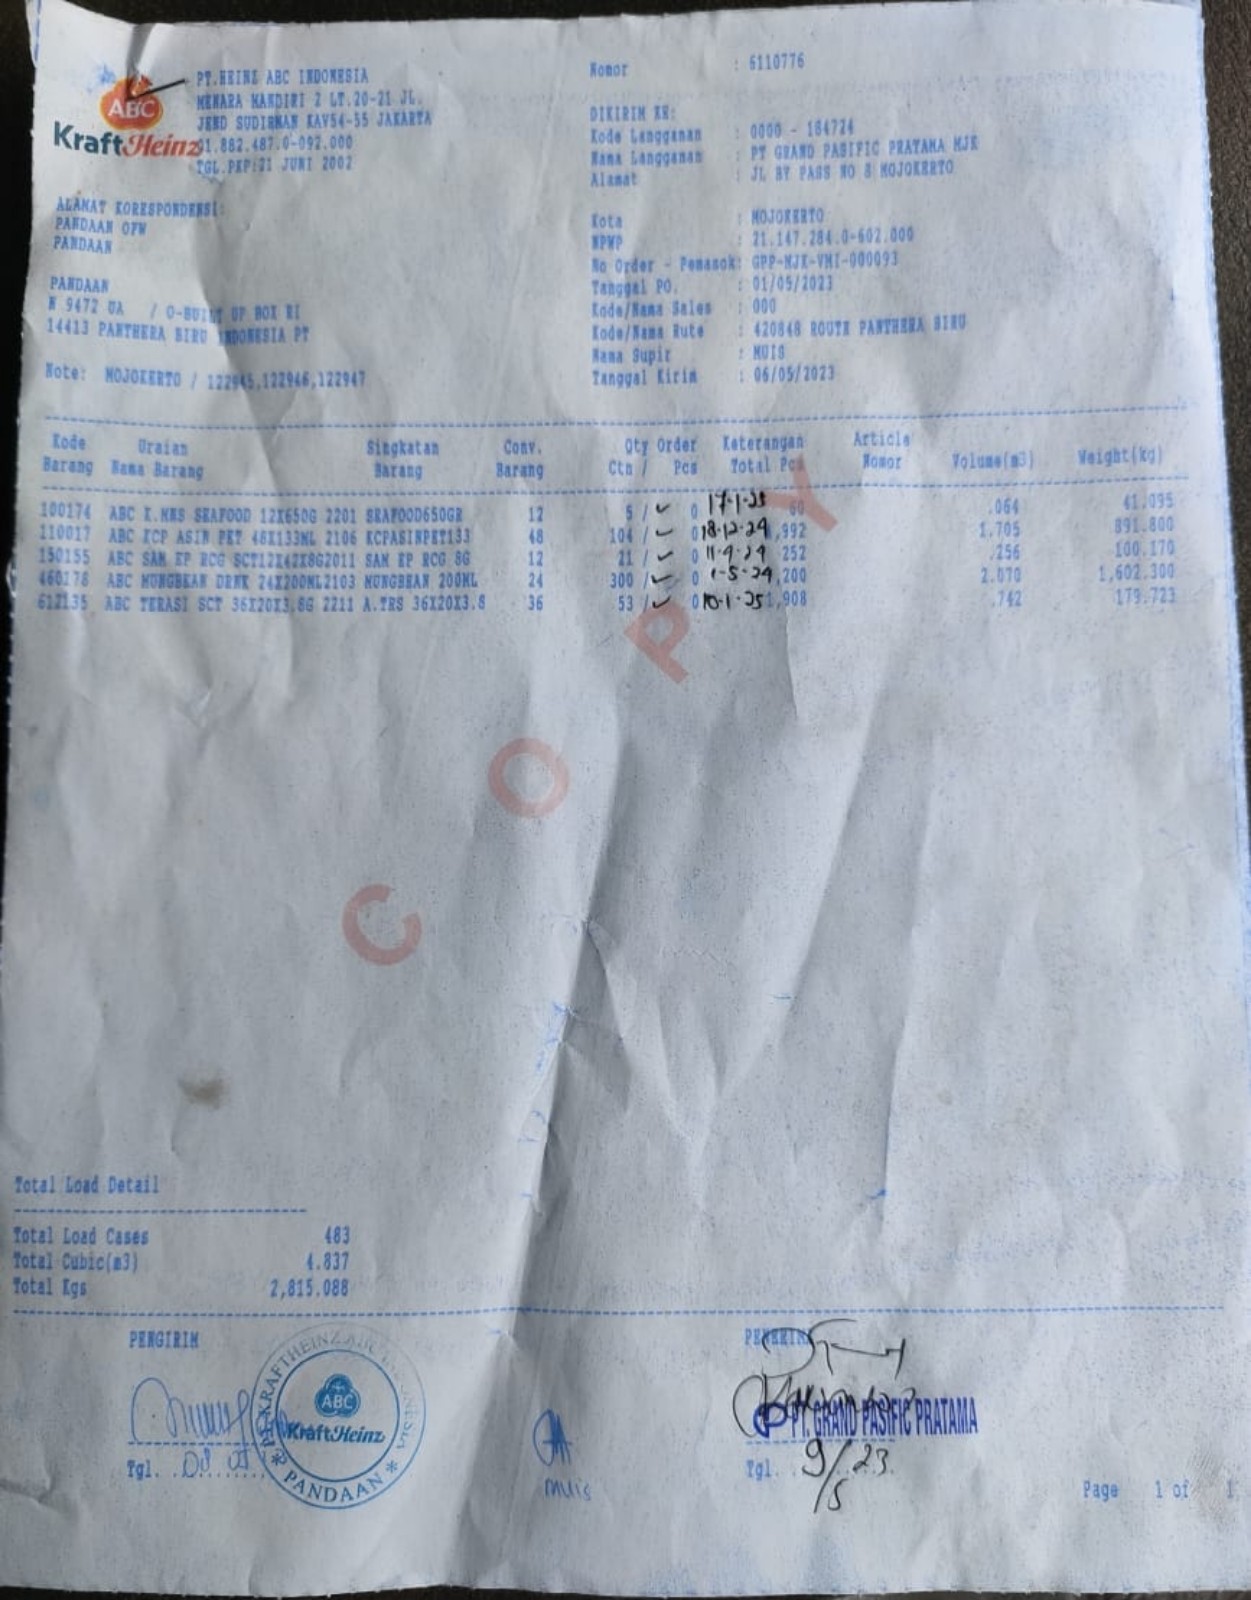 PT.HEINZ ABC INDONESIA
MENARA MANDIRI 2 LT.20-21 JL.
JEND SUDIRMAN KAV54-55 JAKARTA
01.882.487.0-092.000
TGL.PKP:21 JUNI 2002
ABC
KraftHeinz
Nomor : 6110776
DIKIRIM KE:
Kode Langganan : 0000 - 184724
Nama Langganan : PT GRAND PASIFIC PRATAMA MJK
Alamat : JL BY PASS NO 8 MOJOKERTO
Kota : MOJOKERTO
NPWP : 21.147.284.0-602.000
No Order - Pemasok: GPP-MJK-VMI-000093
Tanggal PO. : 01/05/2023
Kode/Nama Sales : 000
Kode/Nama Rute : 420848 ROUTE PANTHERA BIRU
Nama Supir : MUIS
Tanggal Kirim : 06/05/2023
ALAMAT KORESPONDENSI:
PANDAAN OFW
PANDAAN
PANDAAN
N 9472 UA / O-BUILT UP BOX RI
14413 PANTHERA BIRU INDONESIA PT
Note: MOJOKERTO / 122945,122946,122947
Kode Uraian Singkatan Conv. Qty Order Keterangan Article
Barang Nama Barang Barang Barang Ctn / Pcs Total Pcs Nomor Volume(m3) Weight(kg)
100174 ABC K.MNS SEAFOOD 12X650G 2201 SEAFOOD650GR 12 5 / 0 17-1-25 60 .064 41.095
110017 ABC KCP ASIN PET 48X133ML 2106 KCPASINPET133 48 104 / 0 18-12-24 ,992 1.705 891.800
150155 ABC SAM EP RCG SCT12X42X8G2011 SAM EP RCG 8G 12 21 / 0 11-9-24 252 .256 100.170
460178 ABC MUNGBEAN DRNK 24X200ML2103 MUNGBEAN 200ML 24 300 / 0 1-5-24 ,200 2.070 1,602.300
612135 ABC TERASI SCT 36X20X3.8G 2211 A.TRS 36X20X3.8 36 53 / 0 10-1-25 1,908 .742 179.723
COPY
Total Load Detail
Total Load Cases 483
Total Cubic(m3) 4.837
Total Kgs 2,815.088
PENGIRIM
PENERIMA
PT.KRAFTHEINZ ABC INDONESIA
ABC
KraftHeinz
* PANDAAN *
PT. GRAND PASIFIC PRATAMA
Tgl.
muis
Tgl. 9/5 23
Page 1 of 1